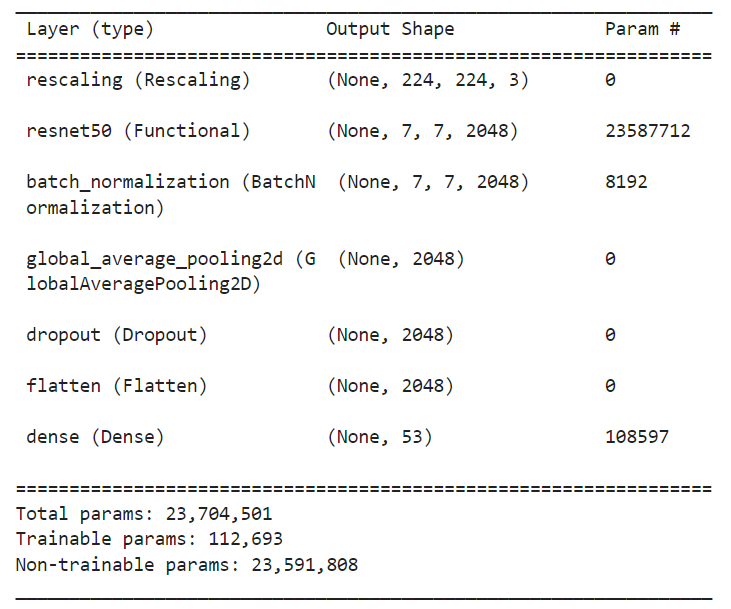 Layer (type) Output Shape Param #
=================================================================
rescaling (Rescaling) (None, 224, 224, 3) 0
resnet50 (Functional) (None, 7, 7, 2048) 23587712
batch_normalization (BatchN (None, 7, 7, 2048) 8192
ormalization)
global_average_pooling2d (G (None, 2048) 0
lobalAveragePooling2D)
dropout (Dropout) (None, 2048) 0
flatten (Flatten) (None, 2048) 0
dense (Dense) (None, 53) 108597
=================================================================
Total params: 23,704,501
Trainable params: 112,693
Non-trainable params: 23,591,808